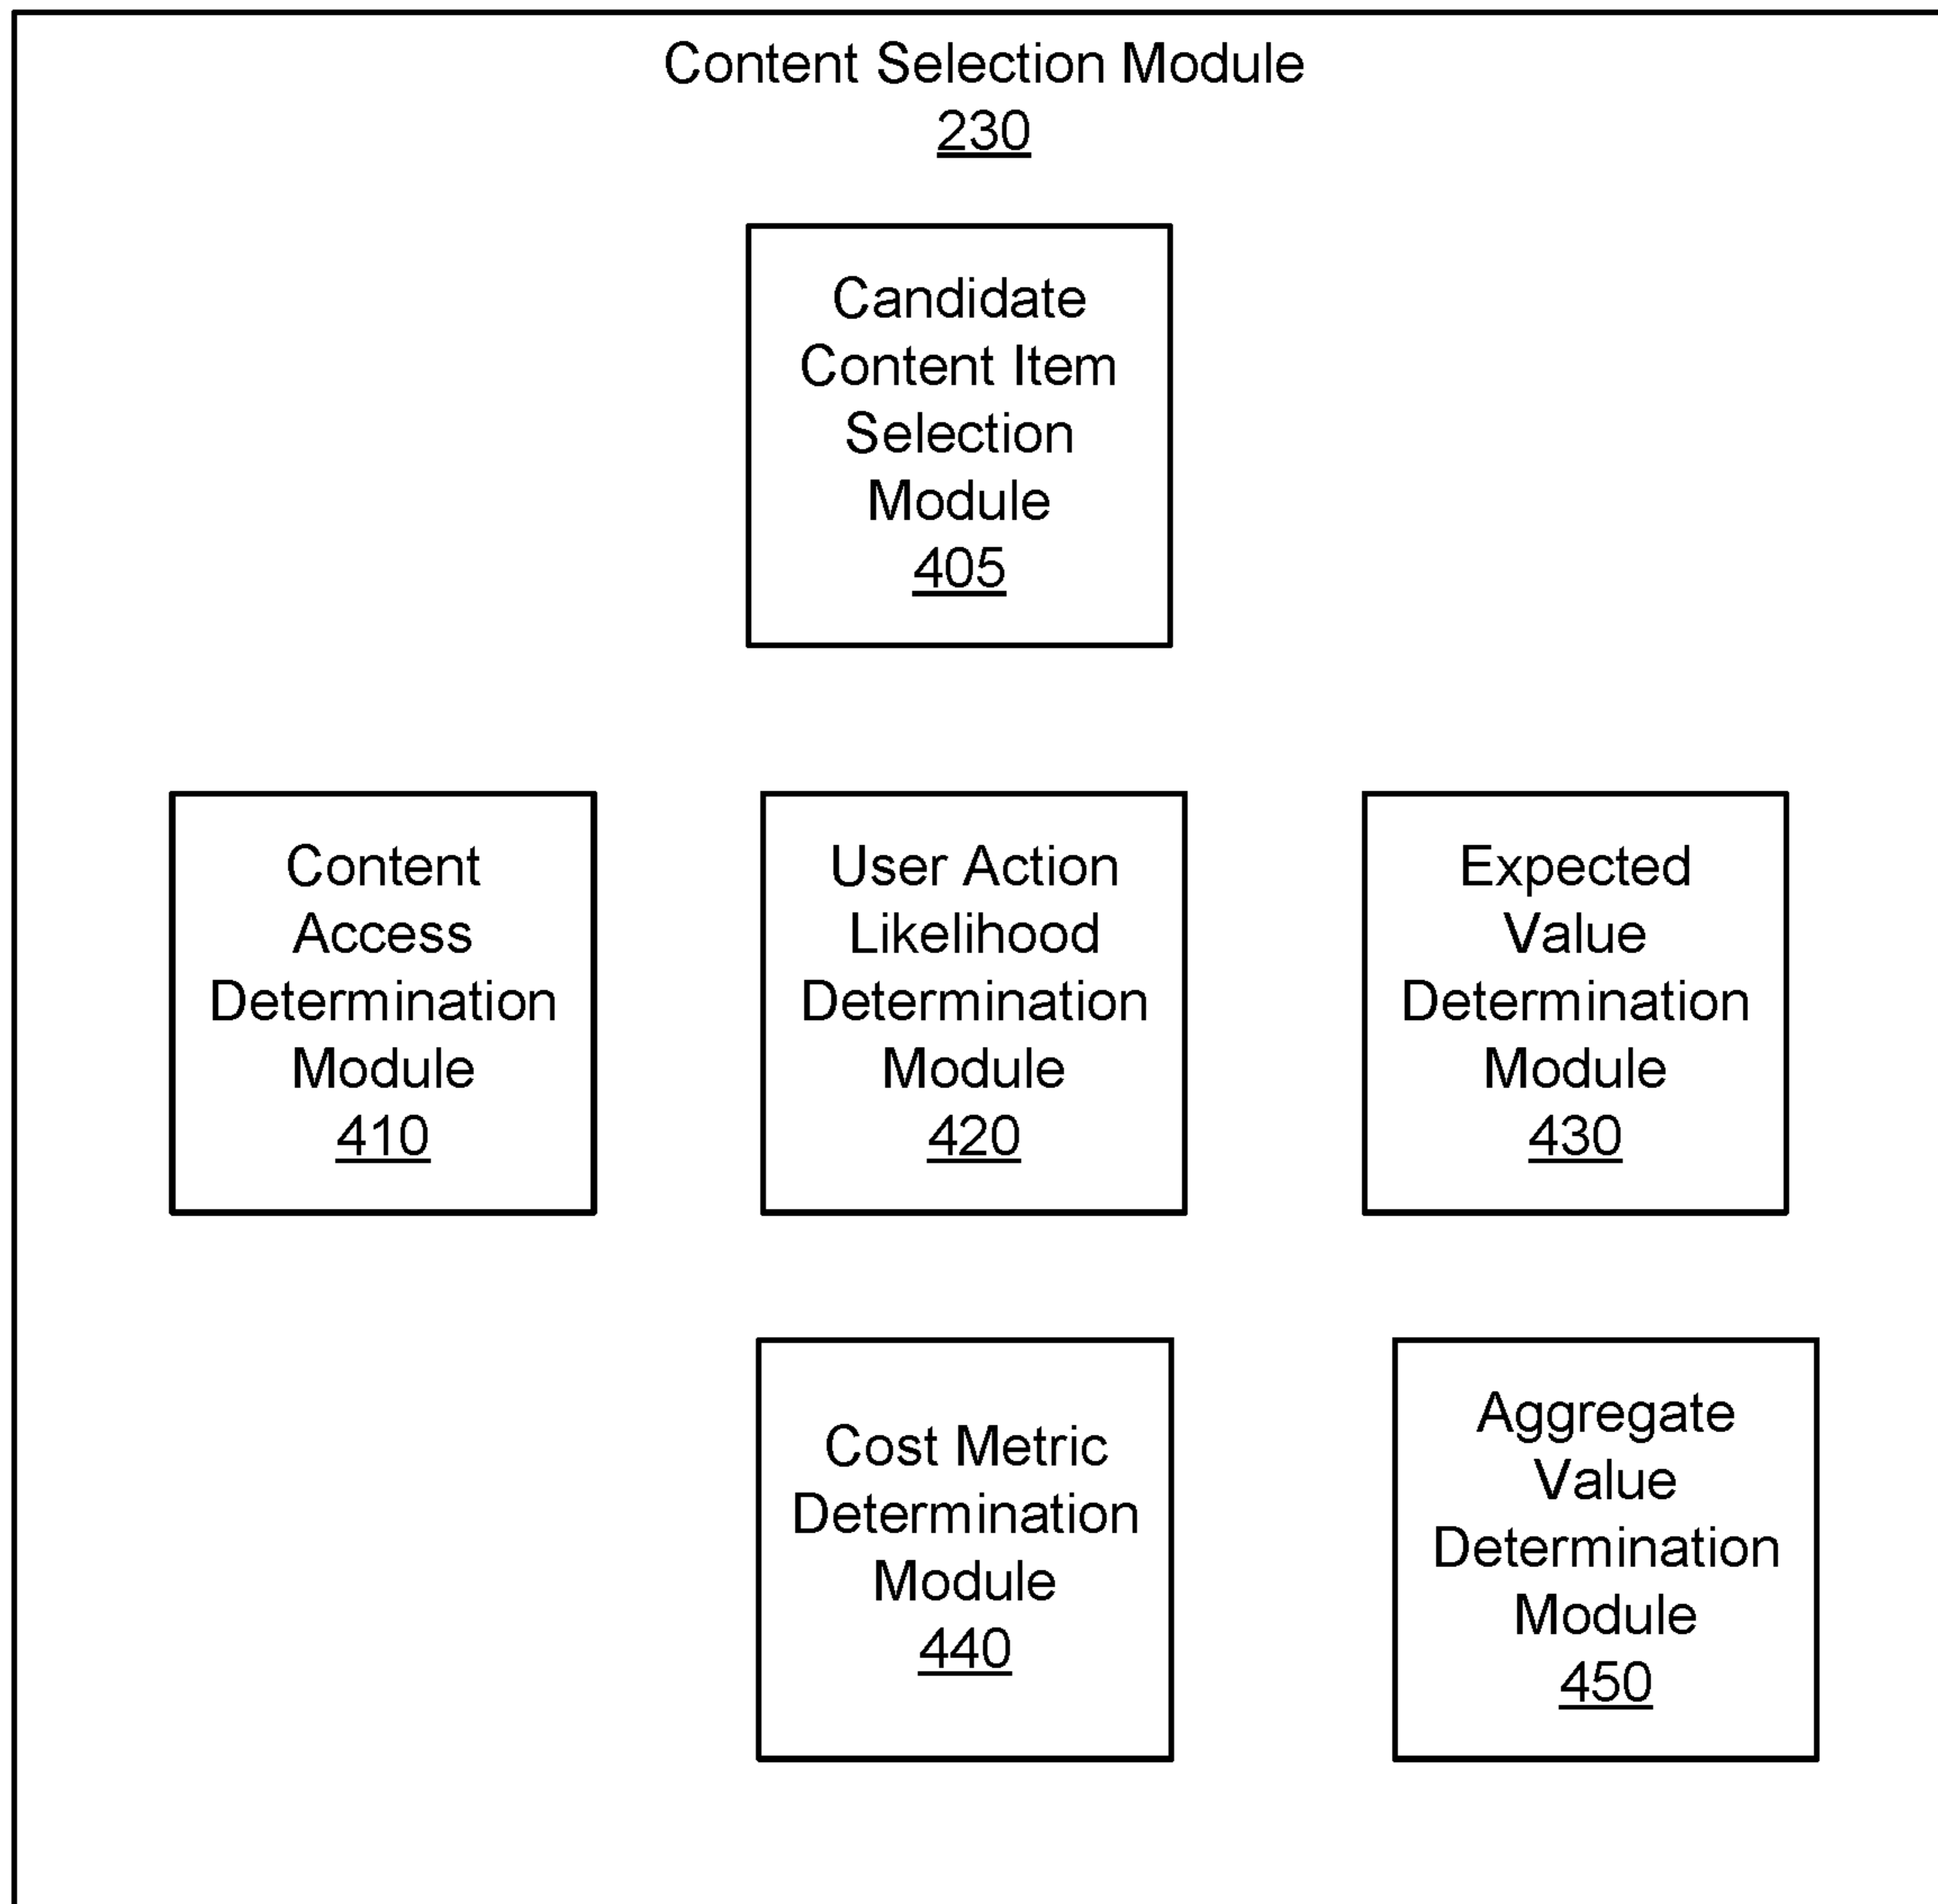 Content Selection Module
230
Candidate
Content Item
Selection
Module
405
Content
Access
Determination
Module
410
User Action
Likelihood
Determination
Module
420
Expected
Value
Determination
Module
430
Cost Metric
Determination
Module
440
Aggregate
Value
Determination
Module
450